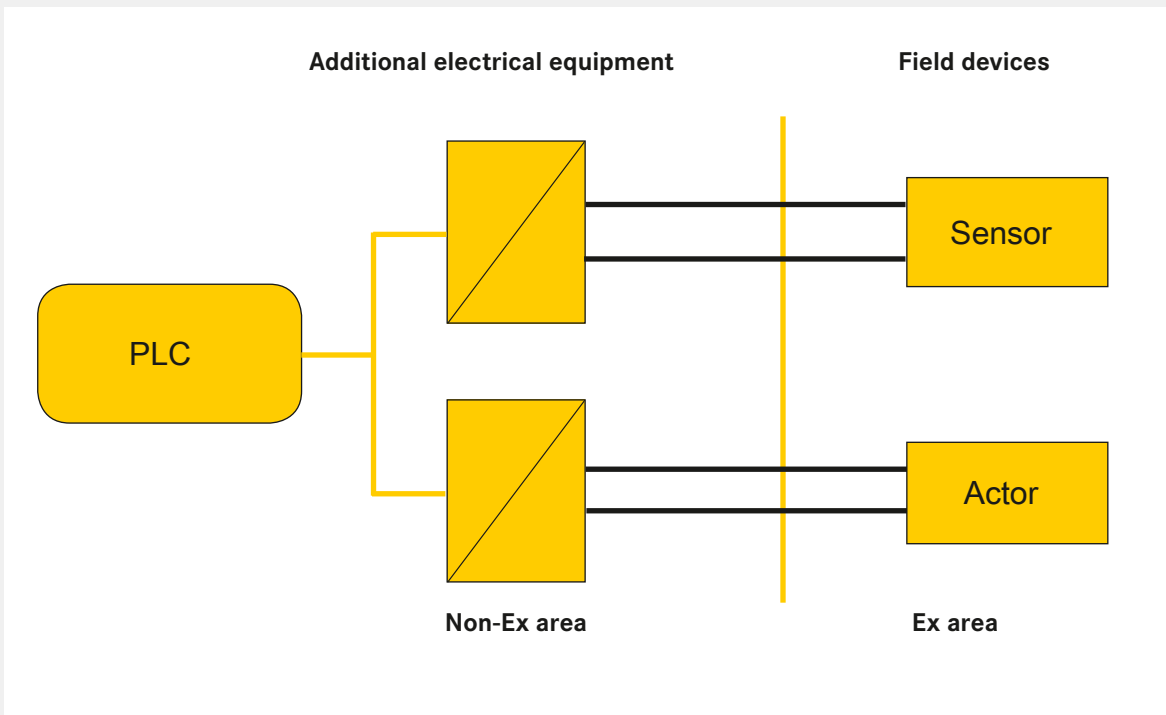 Additional electrical equipment
Field devices
Sensor
PLC
Actor
Non-Ex area
Ex area